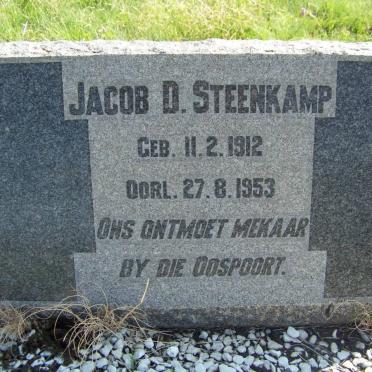 JACOB D. STEENKAMP
GEB. 11. 2. 1912
OORL. 27. 8. 1953
ONS ONTMOET MEKAAR
BY DIE OOSPOORT.